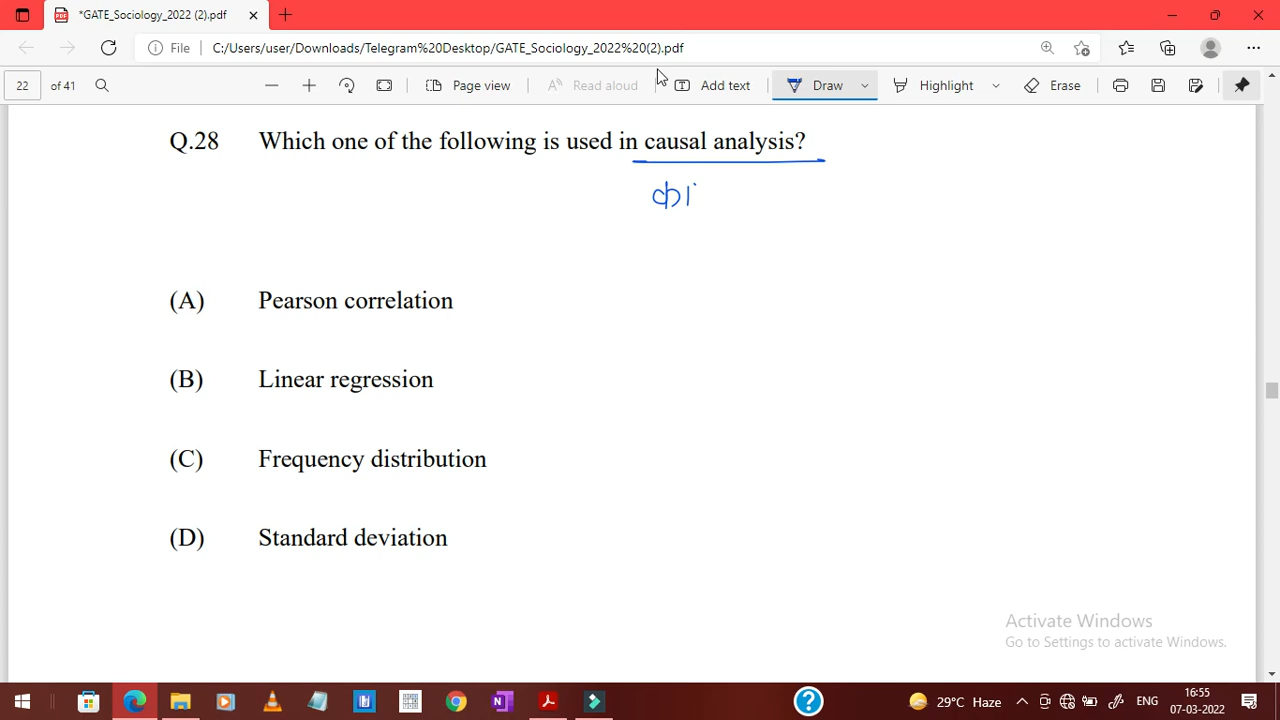 *GATE_Sociology_2022 (2).pdf
File C:/Users/user/Downloads/Telegram%20Desktop/GATE_Sociology_2022%20(2).pdf
22 of 41 Page view Read aloud Add text Draw Highlight Erase
Q.28 Which one of the following is used in causal analysis?
का
(A) Pearson correlation
(B) Linear regression
(C) Frequency distribution
(D) Standard deviation
Activate Windows
Go to Settings to activate Windows.
29°C Haze ENG 16:55
07-03-2022